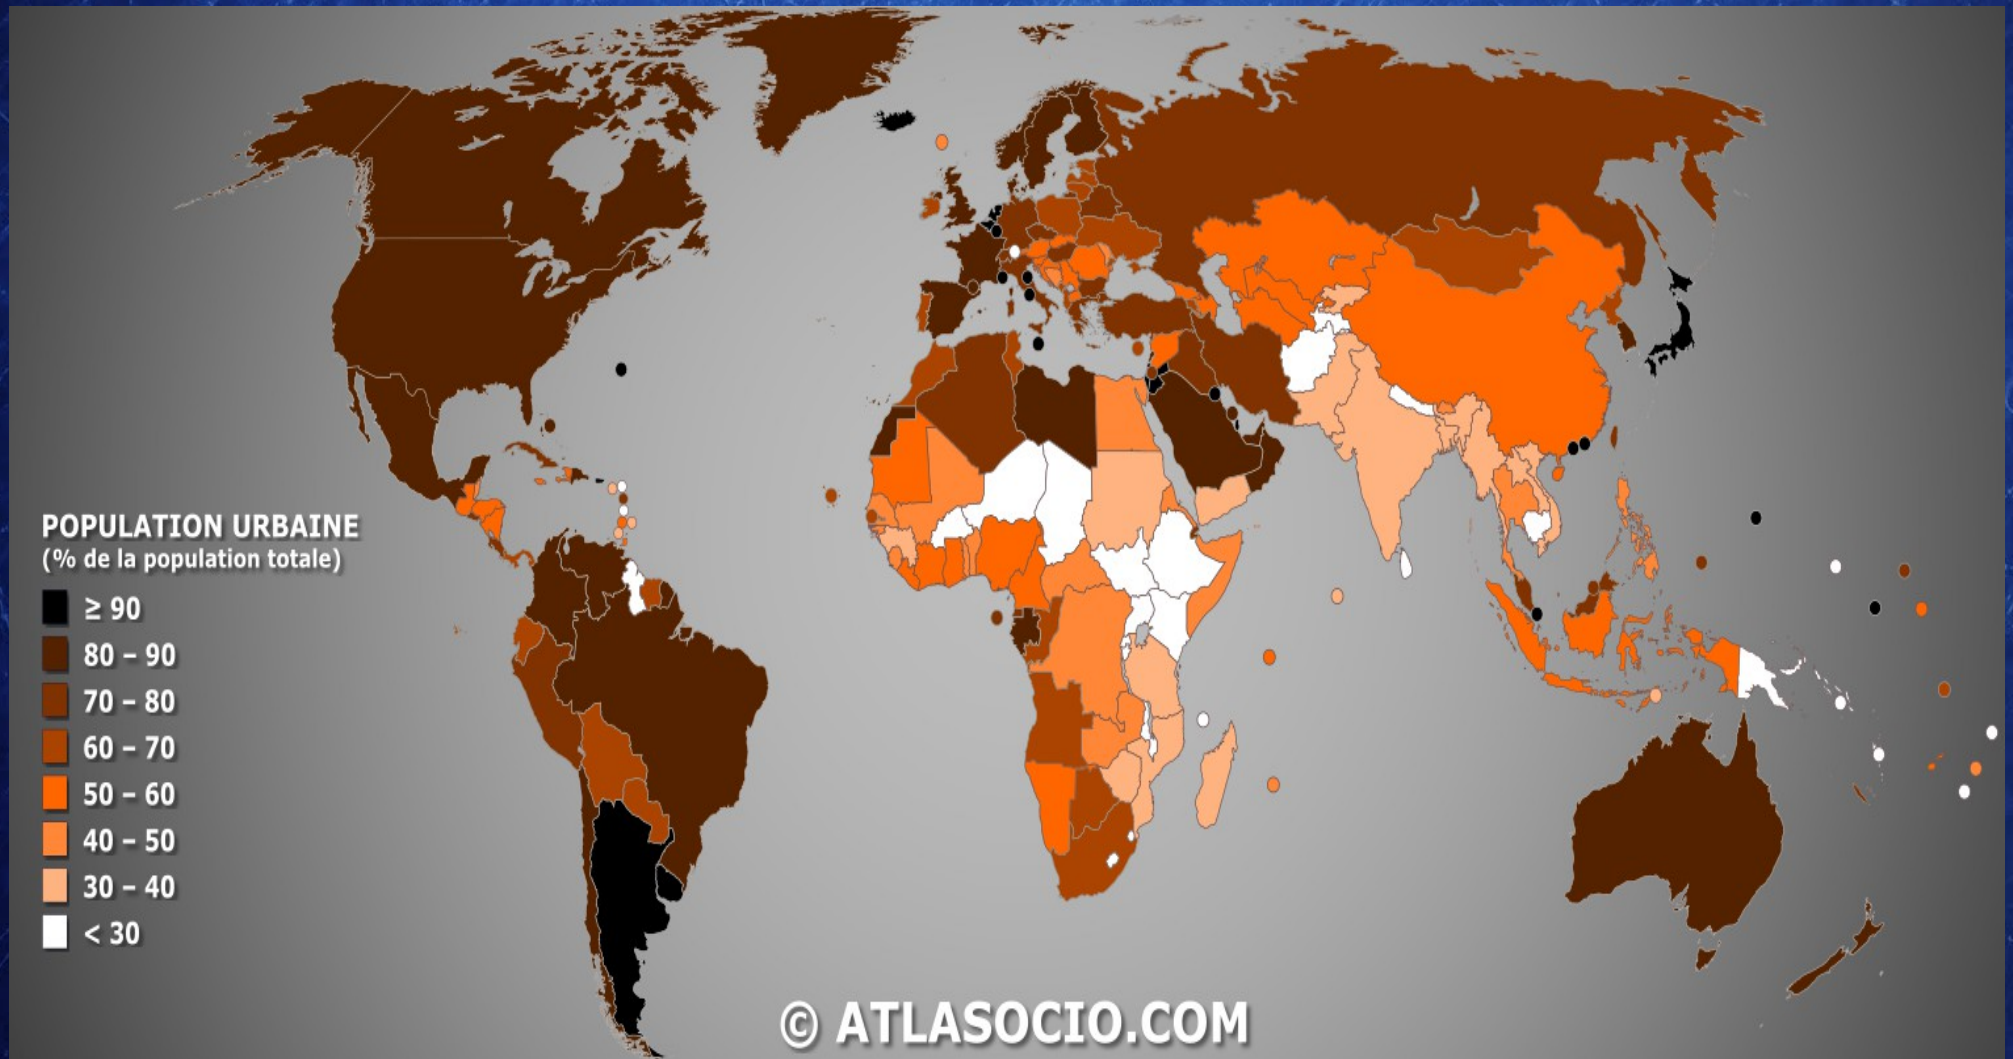 POPULATION URBAINE
(% de la population totale)
≥ 90
80 – 90
70 – 80
60 – 70
50 – 60
40 – 50
30 – 40
< 30
© ATLASOCIO.COM